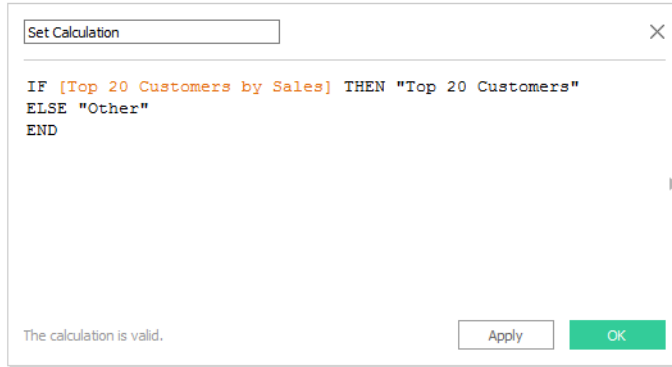 Set Calculation
IF [Top 20 Customers by Sales] THEN "Top 20 Customers"
ELSE "Other"
END
The calculation is valid.
Apply
OK